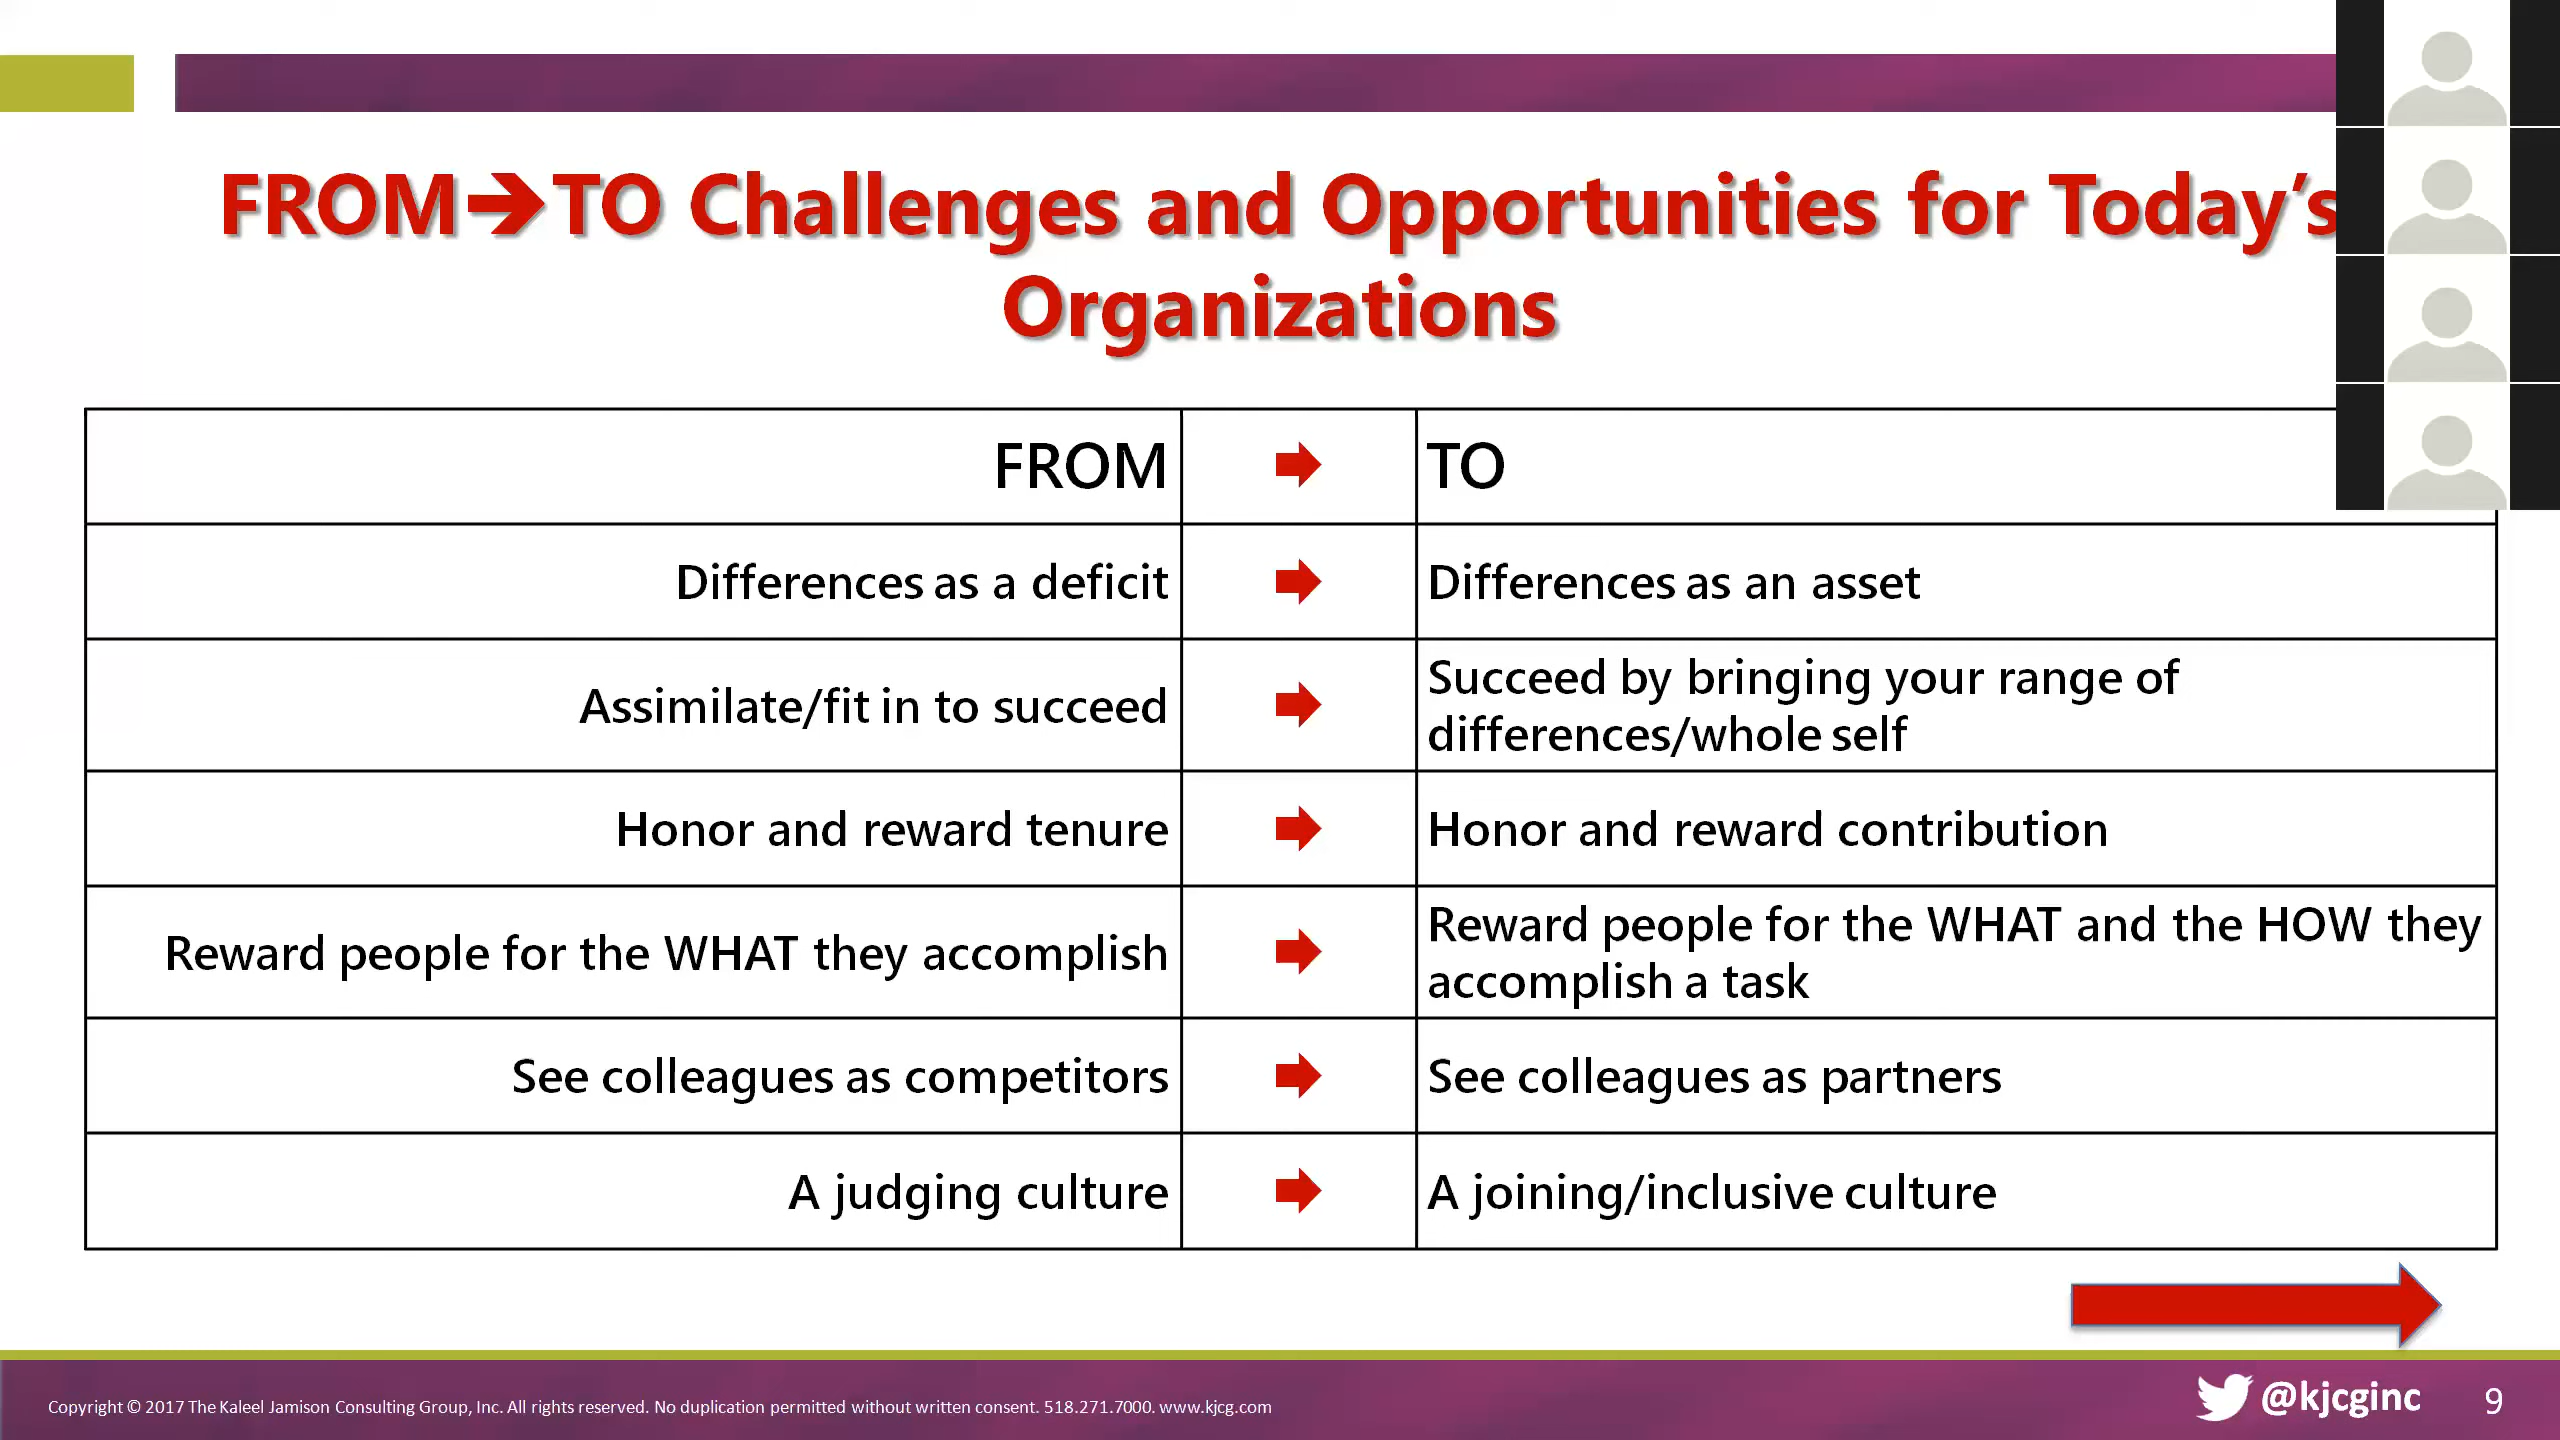 FROM➔TO Challenges and Opportunities for Today’s
Organizations
FROM
TO
Differences as a deficit
Differences as an asset
Assimilate/fit in to succeed
Succeed by bringing your range of
differences/whole self
Honor and reward tenure
Honor and reward contribution
Reward people for the WHAT they accomplish
Reward people for the WHAT and the HOW they
accomplish a task
See colleagues as competitors
See colleagues as partners
A judging culture
A joining/inclusive culture
Copyright © 2017 The Kaleel Jamison Consulting Group, Inc. All rights reserved. No duplication permitted without written consent. 518.271.7000. www.kjcg.com
@kjcginc
9